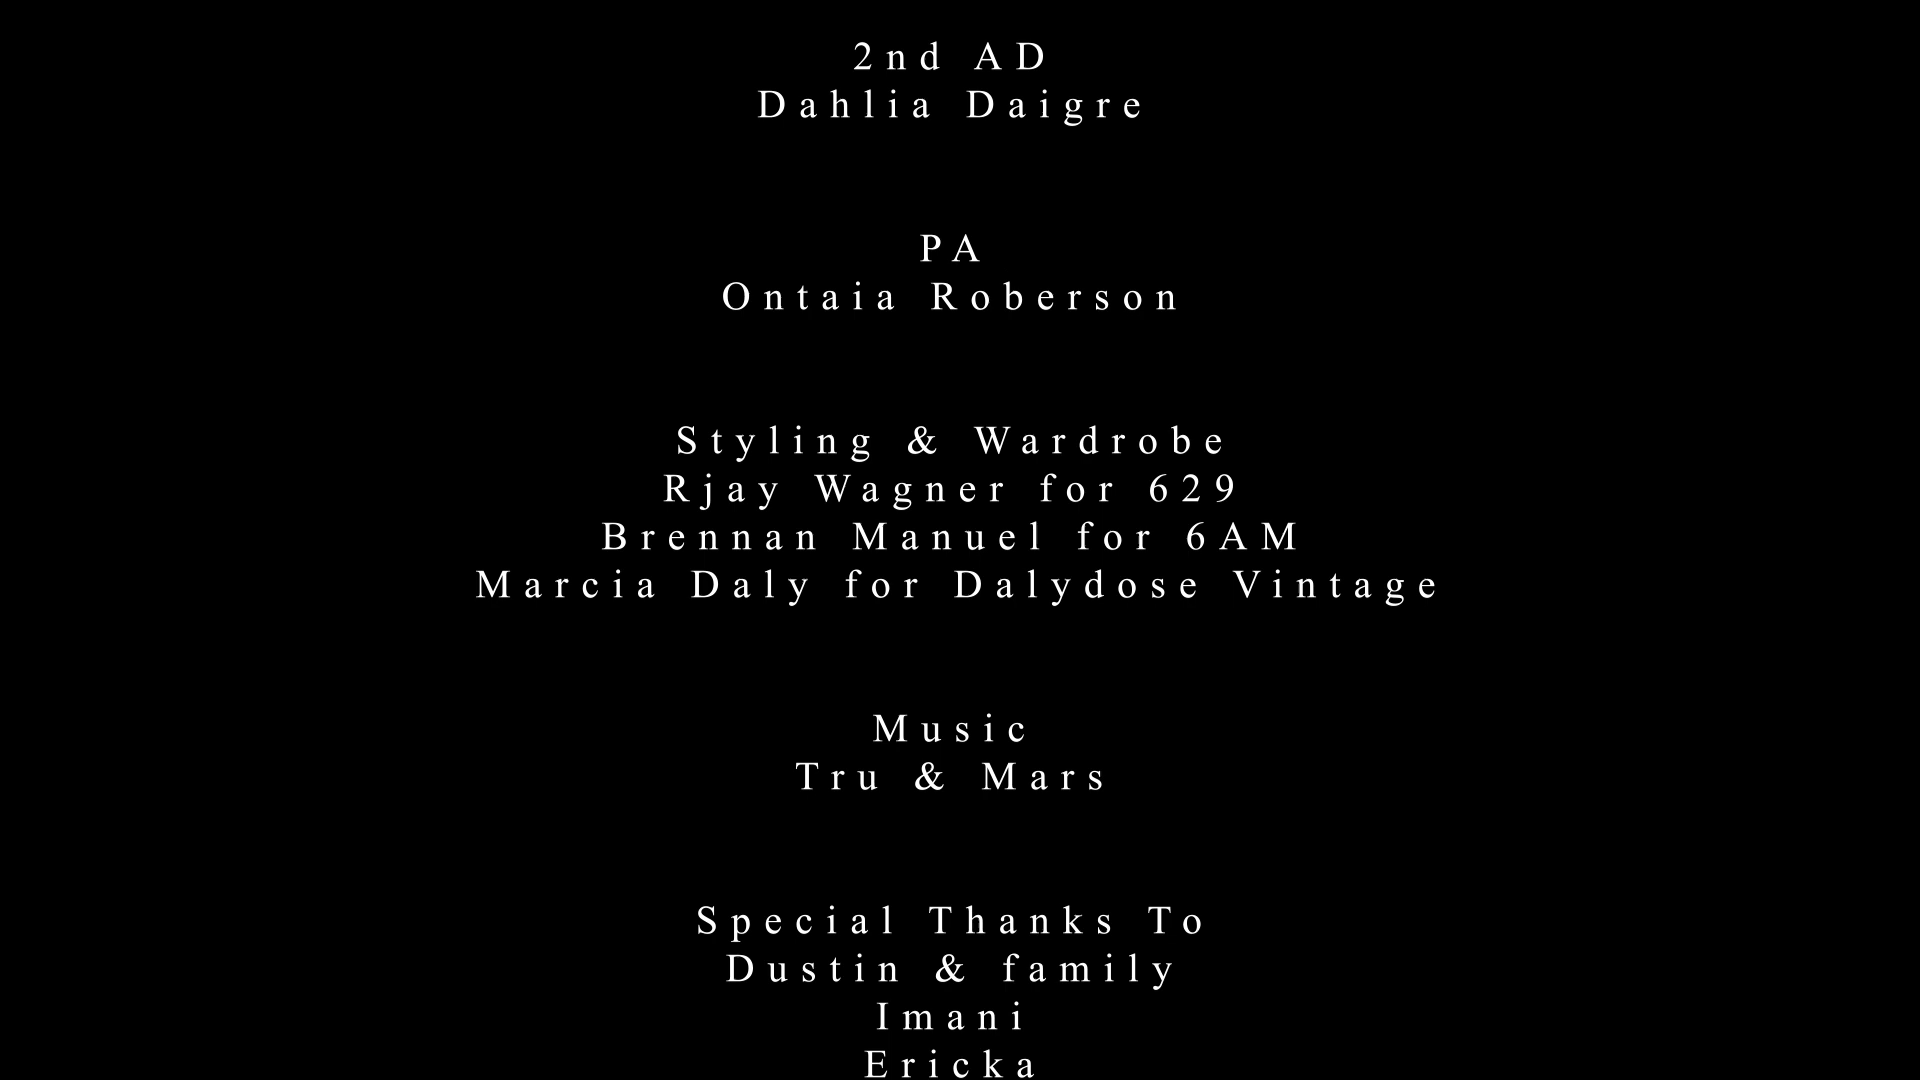 2nd AD
Dahlia Daigre
PA
Ontaia Roberson
Styling & Wardrobe
Rjay Wagner for 629
Brennan Manuel for 6AM
Marcia Daly for Dalydose Vintage
Music
Tru & Mars
Special Thanks To
Dustin & family
Imani
Ericka